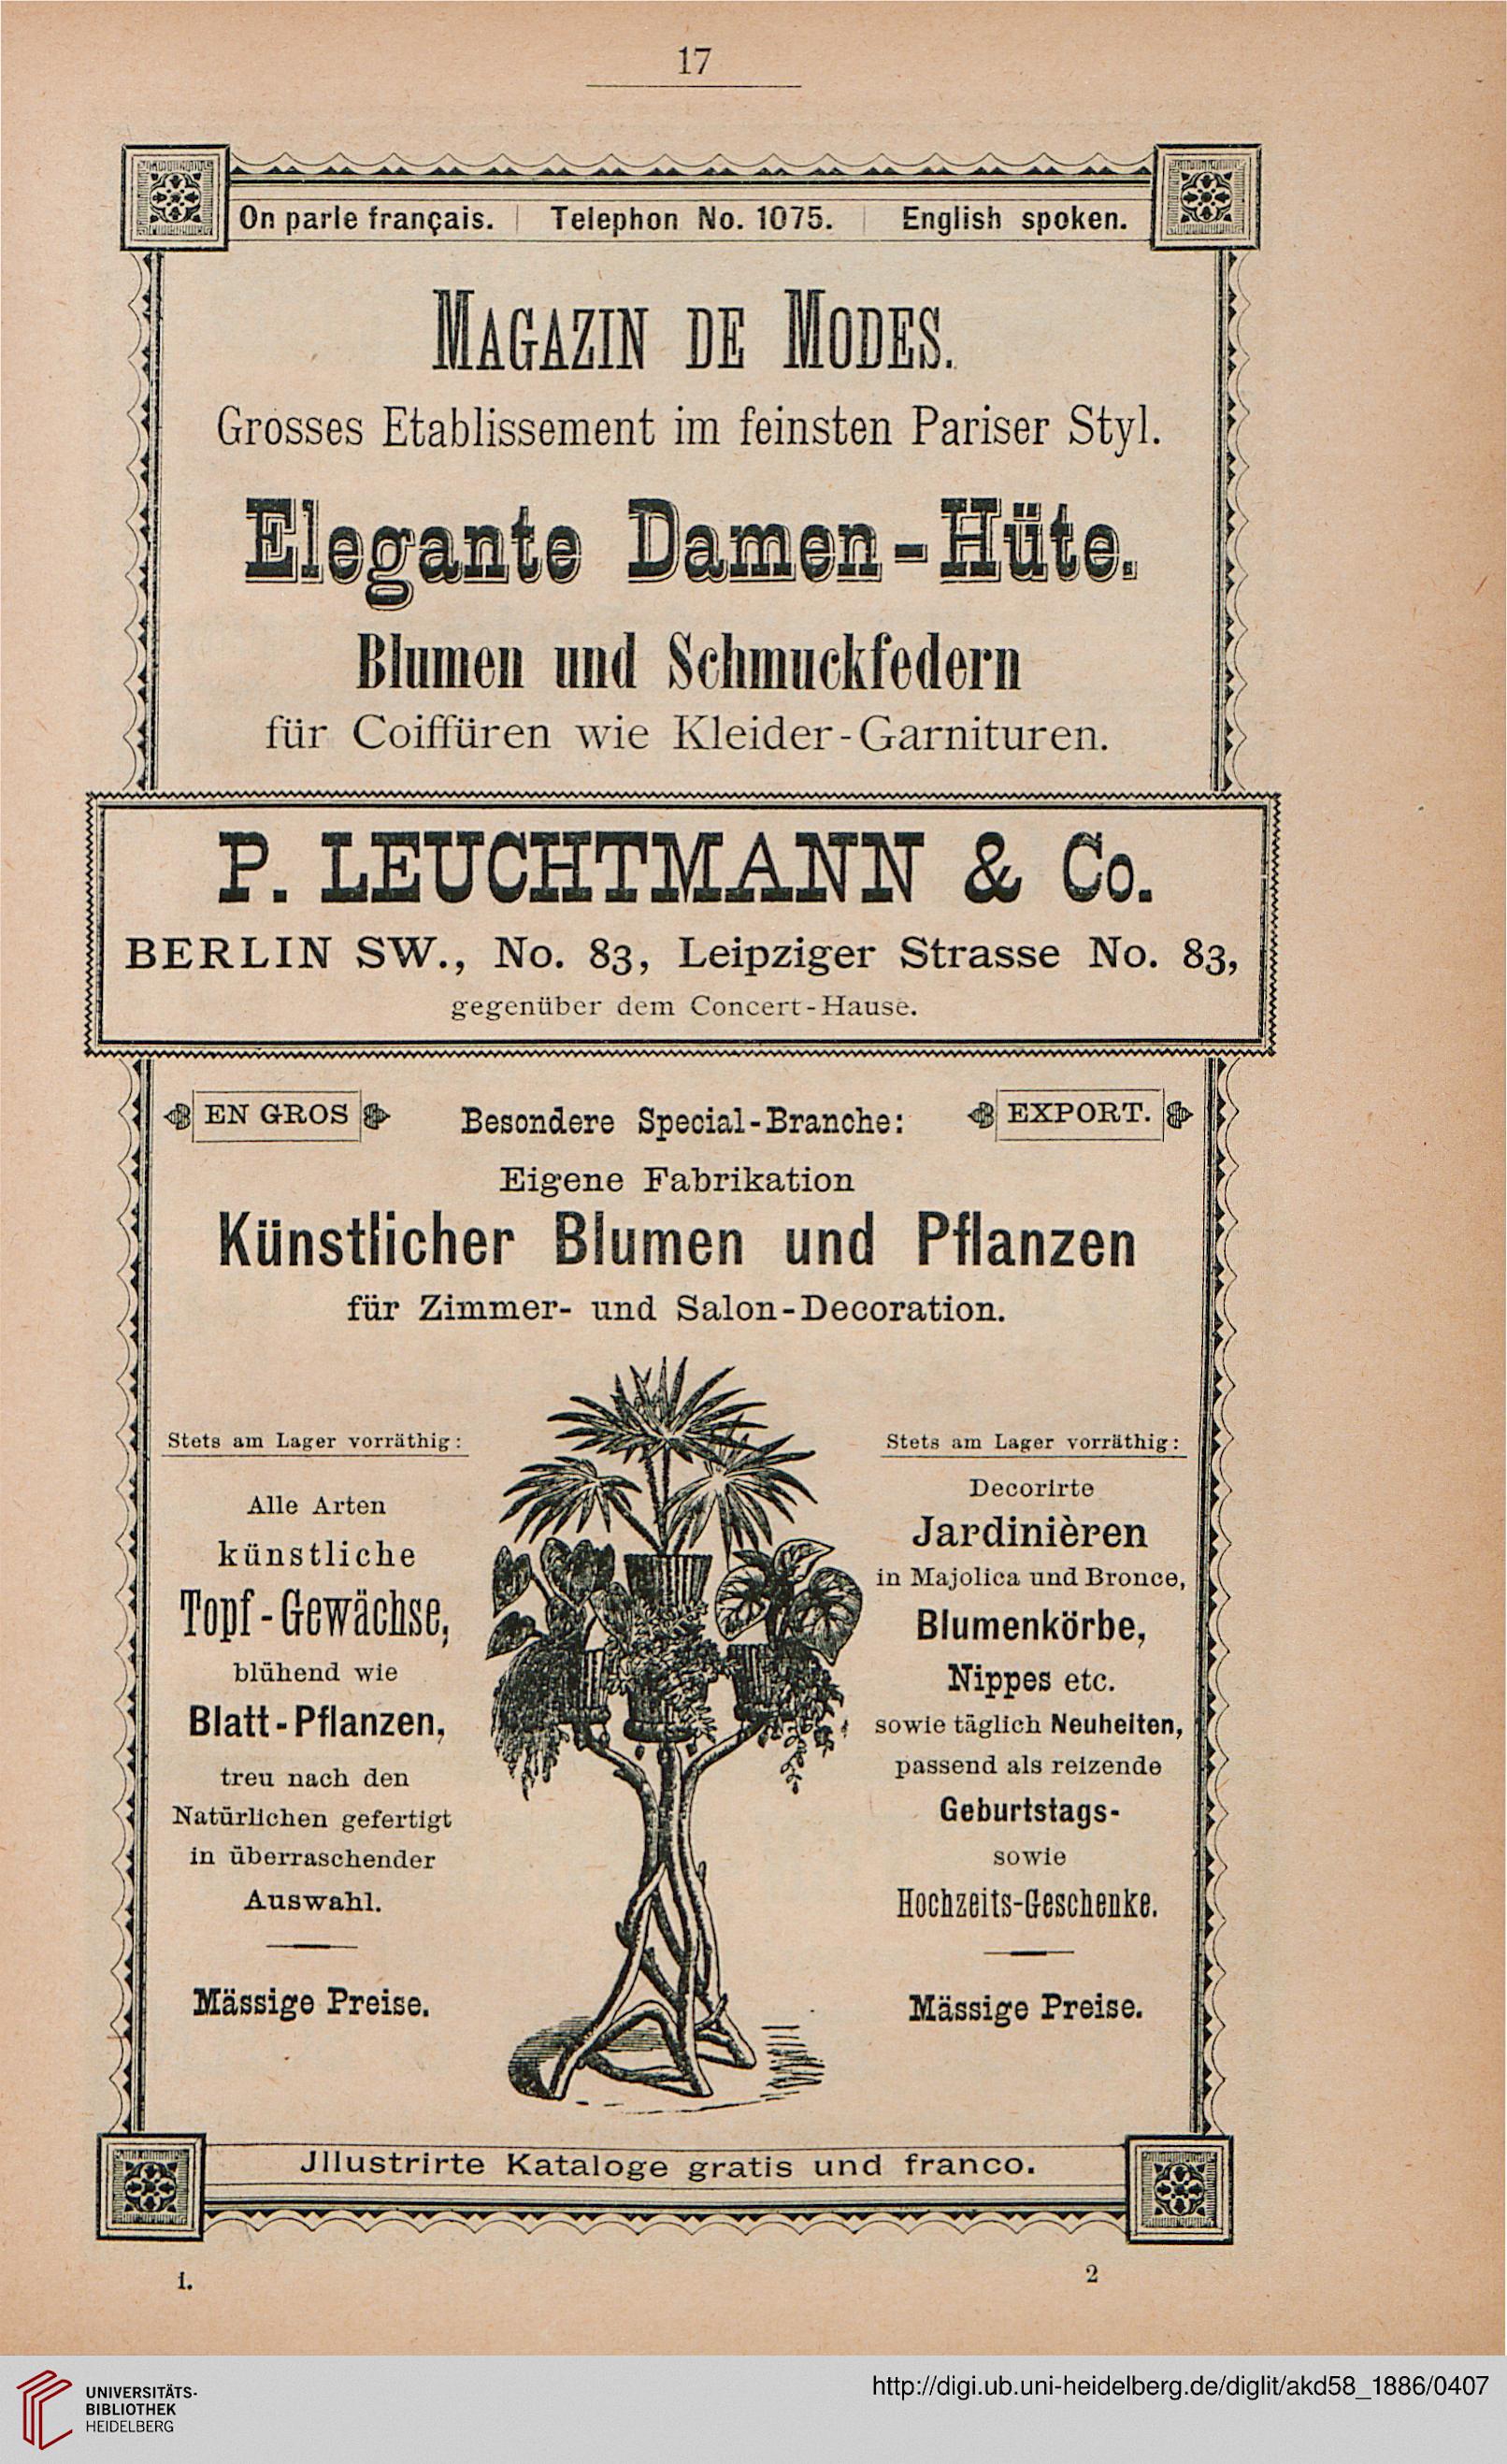 17
On parle français. Telephon No. 1075. English spoken.
MAGAZIN DE MODES.
Grosses Etablissement im feinsten Pariser Styl.
Elegante Damen-Hüte.
Blumen und Schmuckfedern
für Coiffüren wie Kleider-Garnituren.
P. LEUCHTMANN & Co.
BERLIN SW., No. 83, Leipziger Strasse No. 83,
gegenüber dem Concert-Hause.
EN GROS Besondere Special-Branche: EXPORT.
Eigene Fabrikation
Künstlicher Blumen und Pflanzen
für Zimmer- und Salon-Decoration.
Stets am Lager vorräthig:
Alle Arten
künstliche
Topf-Gewächse,
blühend wie
Blatt-Pflanzen,
treu nach den
Natürlichen gefertigt
in überraschender
Auswahl.
Mässige Preise.
Stets am Lager vorräthig:
Decorirte
Jardinièren
in Majolica und Bronce,
Blumenkörbe,
Nippes etc.
sowie täglich Neuheiten,
passend als reizende
Geburtstags-
sowie
Hochzeits-Geschenke.
Mässige Preise.
Jllustrirte Kataloge gratis und franco.
1. 2
UNIVERSITÄTS-
BIBLIOTHEK
HEIDELBERG
http://digi.ub.uni-heidelberg.de/diglit/akd58_1886/0407